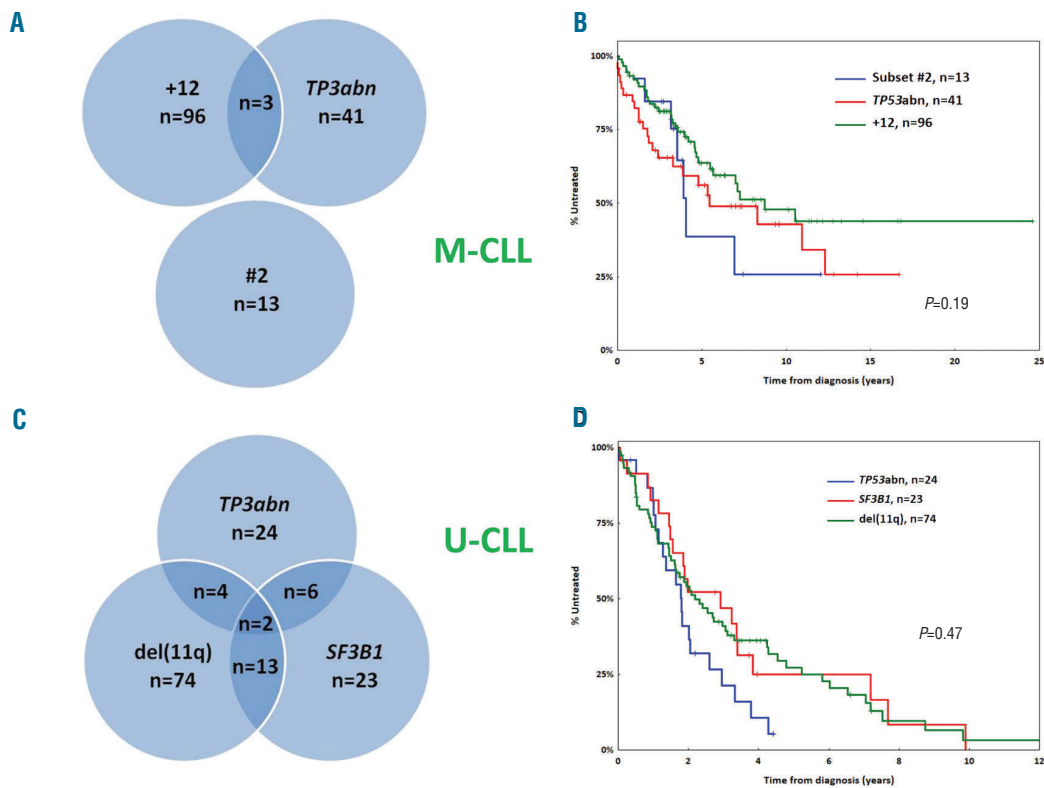 A
+12
n=96
n=3
TP3abn
n=41
#2
n=13
M-CLL
B
100%
75%
50%
25%
0%
% Untreated
Subset #2, n=13
TP53abn, n=41
+12, n=96
P=0.19
0 5 10 15 20 25
Time from diagnosis (years)
C
TP3abn
n=24
n=4
n=6
n=2
del(11q)
n=74
n=13
SF3B1
n=23
U-CLL
D
100%
75%
50%
25%
0%
% Untreated
TP53abn, n=24
SF3B1, n=23
del(11q), n=74
P=0.47
0 2 4 6 8 10 12
Time from diagnosis (years)